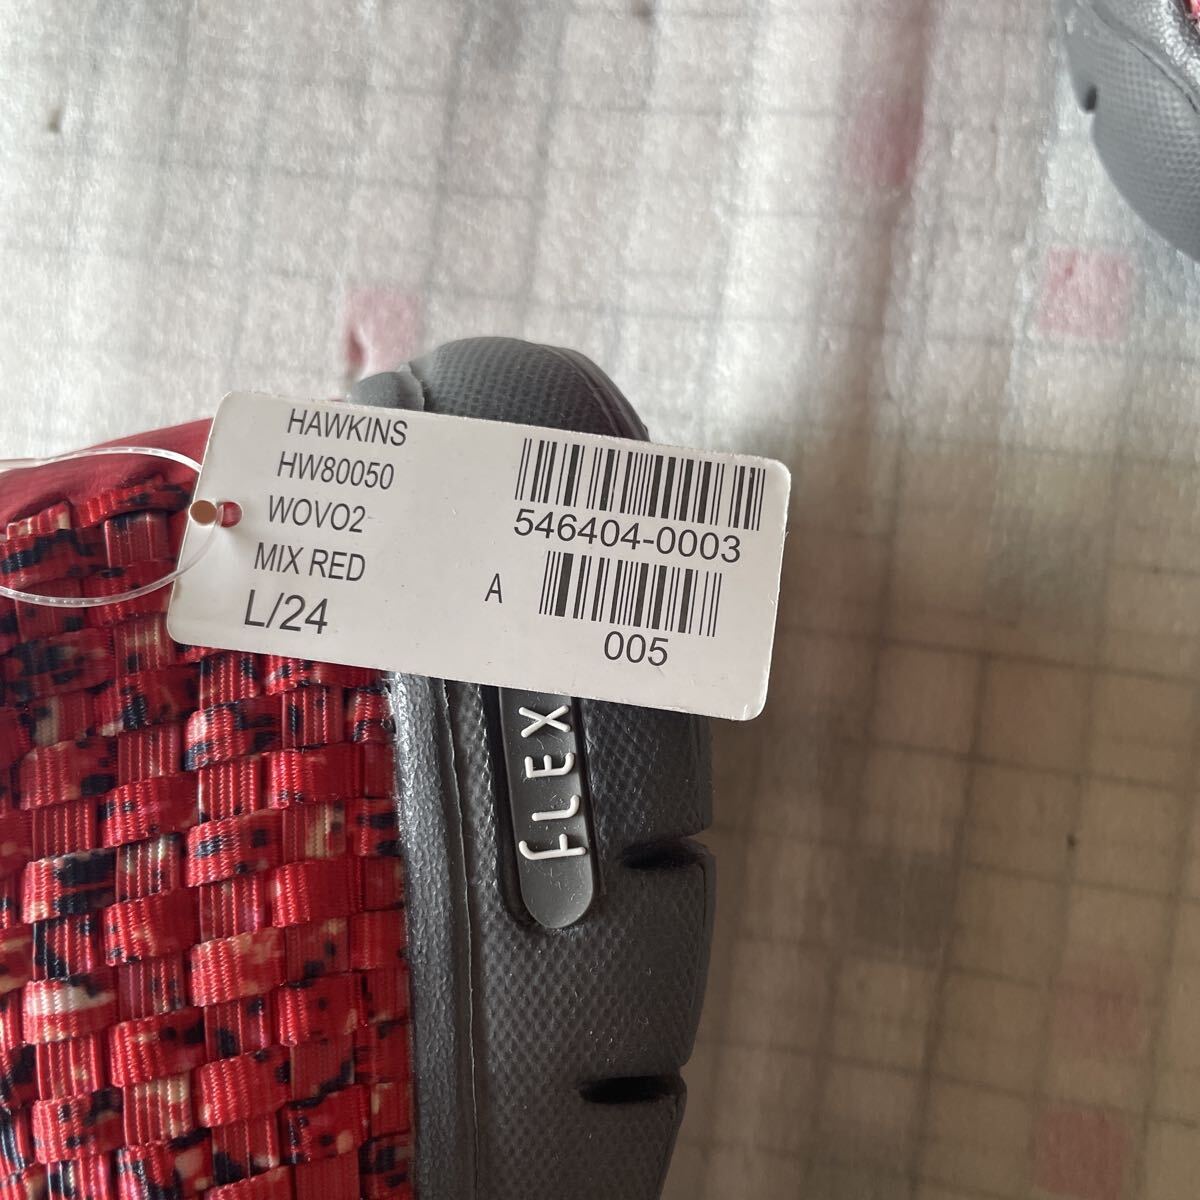 HAWKINS
HW80050
WOVO2
MIX RED
L/24
546404-0003
A
005
FLEX